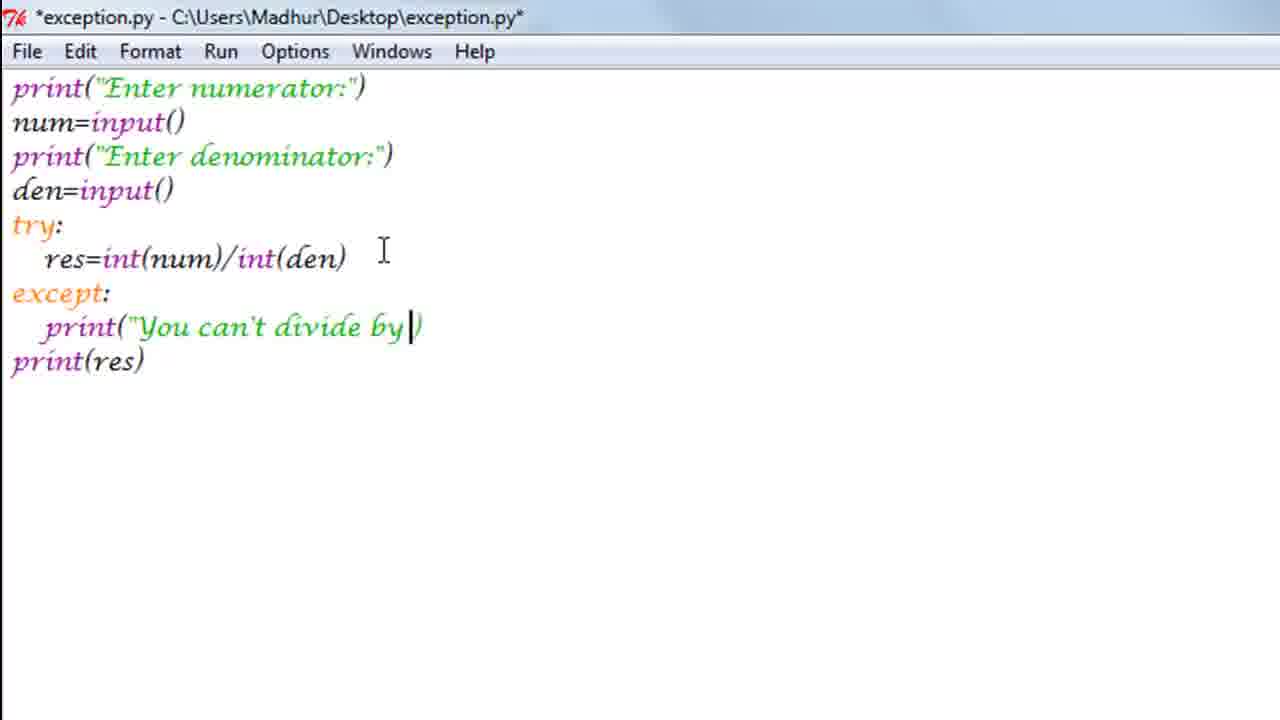 *exception.py - C:\Users\Madhur\Desktop\exception.py*
File Edit Format Run Options Windows Help
print("Enter numerator:")
num=input()
print("Enter denominator:")
den=input()
try:
    res=int(num)/int(den)
except:
    print("You can't divide by )
print(res)